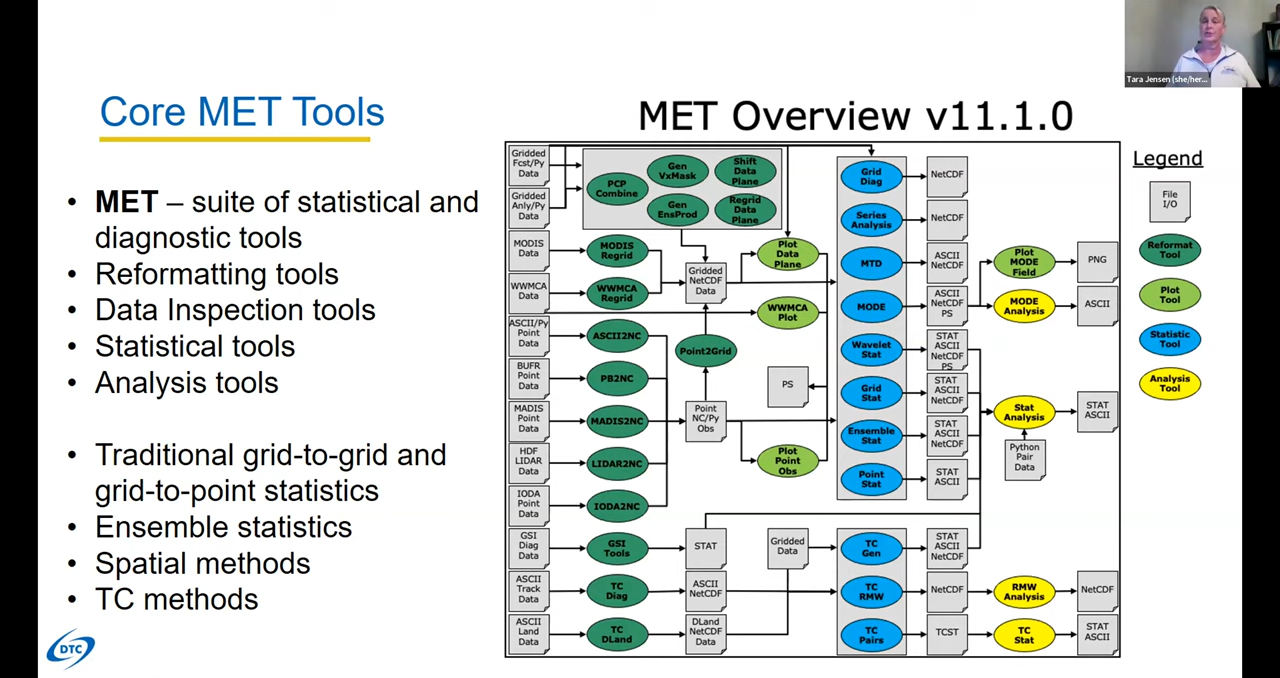 Tara Jensen (she/her...
Core MET Tools
• MET – suite of statistical and
diagnostic tools
• Reformatting tools
• Data Inspection tools
• Statistical tools
• Analysis tools
• Traditional grid-to-grid and
grid-to-point statistics
• Ensemble statistics
• Spatial methods
• TC methods
DTC
MET Overview v11.1.0
Gridded
Fcst/Py
Data
Gridded
Anly/Py
Data
PCP
Combine
Gen
VxMask
Shift
Data
Plane
Gen
EnsProd
Regrid
Data
Plane
MODIS
Data
MODIS
Regrid
WWMCA
Data
WWMCA
Regrid
Gridded
NetCDF
Data
Plot
Data
Plane
WWMCA
Plot
ASCII/Py
Point
Data
ASCII2NC
Point2Grid
BUFR
Point
Data
PB2NC
PS
MADIS
Point
Data
MADIS2NC
Point
NC/Py
Obs
HDF
LIDAR
Data
LIDAR2NC
Plot
Point
Obs
IODA
Point
Data
IODA2NC
GSI
Diag
Data
GSI
Tools
STAT
Gridded
Data
ASCII
Track
Data
TC
Diag
ASCII
NetCDF
ASCII
Land
Data
TC
DLand
DLand
NetCDF
Data
Grid
Diag
NetCDF
Series
Analysis
NetCDF
MTD
ASCII
NetCDF
Plot
MODE
Field
PNG
MODE
ASCII
NetCDF
PS
MODE
Analysis
ASCII
Wavelet
Stat
STAT
ASCII
NetCDF
PS
Grid
Stat
STAT
ASCII
NetCDF
Stat
Analysis
STAT
ASCII
Ensemble
Stat
STAT
ASCII
NetCDF
Python
Pair
Data
Point
Stat
STAT
ASCII
TC
Gen
STAT
ASCII
NetCDF
TC
RMW
NetCDF
RMW
Analysis
NetCDF
TC
Pairs
TCST
TC
Stat
STAT
ASCII
Legend
File
I/O
Reformat
Tool
Plot
Tool
Statistic
Tool
Analysis
Tool